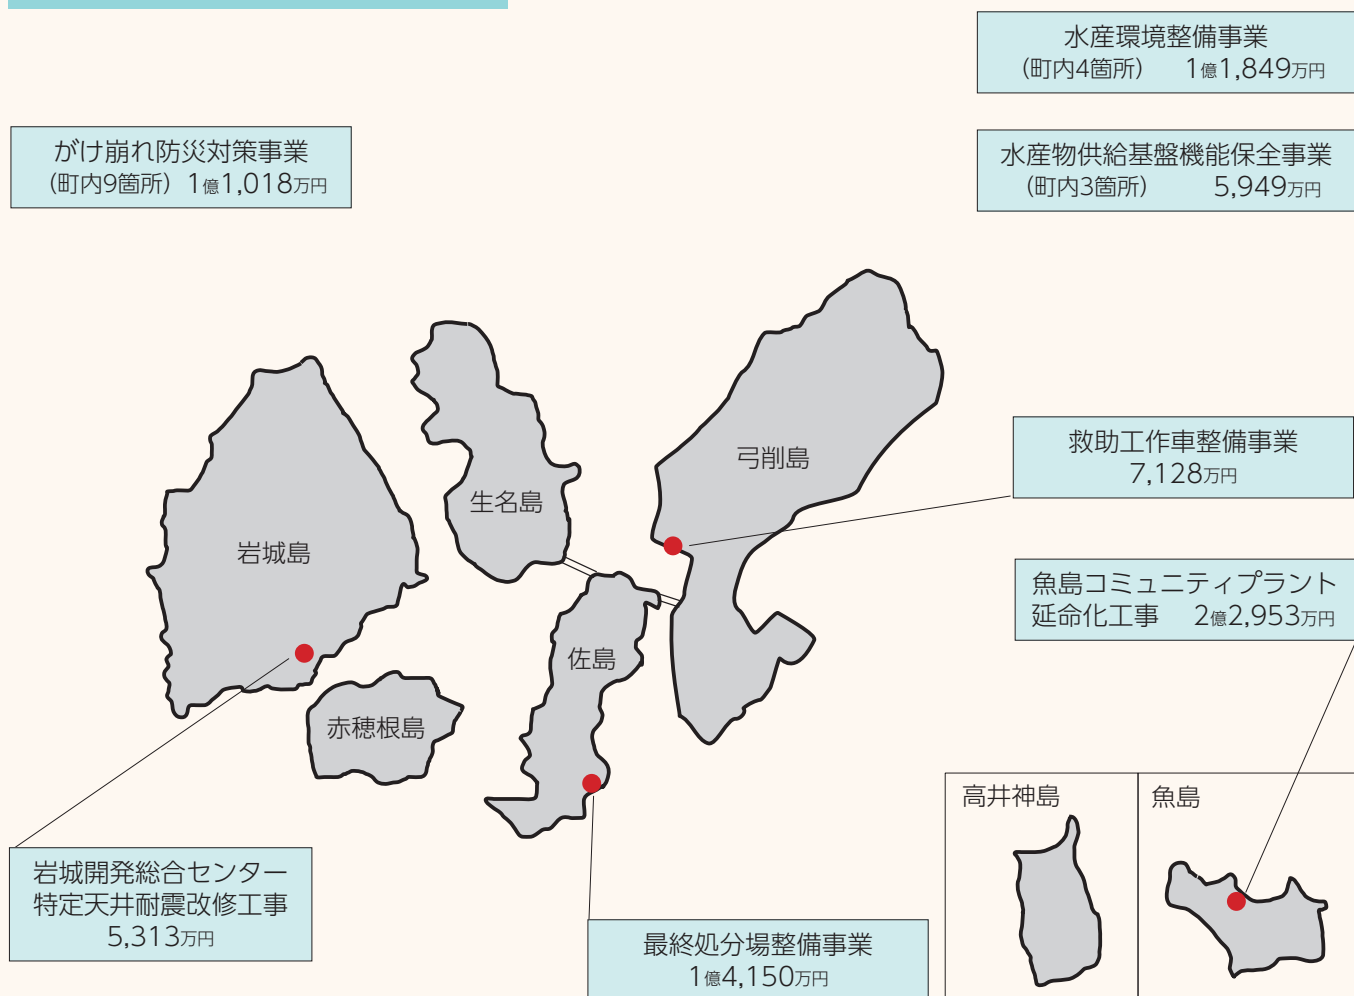 水産環境整備事業
（町内4箇所） 1億1,849万円
がけ崩れ防災対策事業
（町内9箇所）1億1,018万円
水産物供給基盤機能保全事業
（町内3箇所） 5,949万円
救助工作車整備事業
7,128万円
弓削島
生名島
岩城島
魚島コミュニティプラント
延命化工事 2億2,953万円
佐島
赤穂根島
高井神島
魚島
岩城開発総合センター
特定天井耐震改修工事
5,313万円
最終処分場整備事業
1億4,150万円